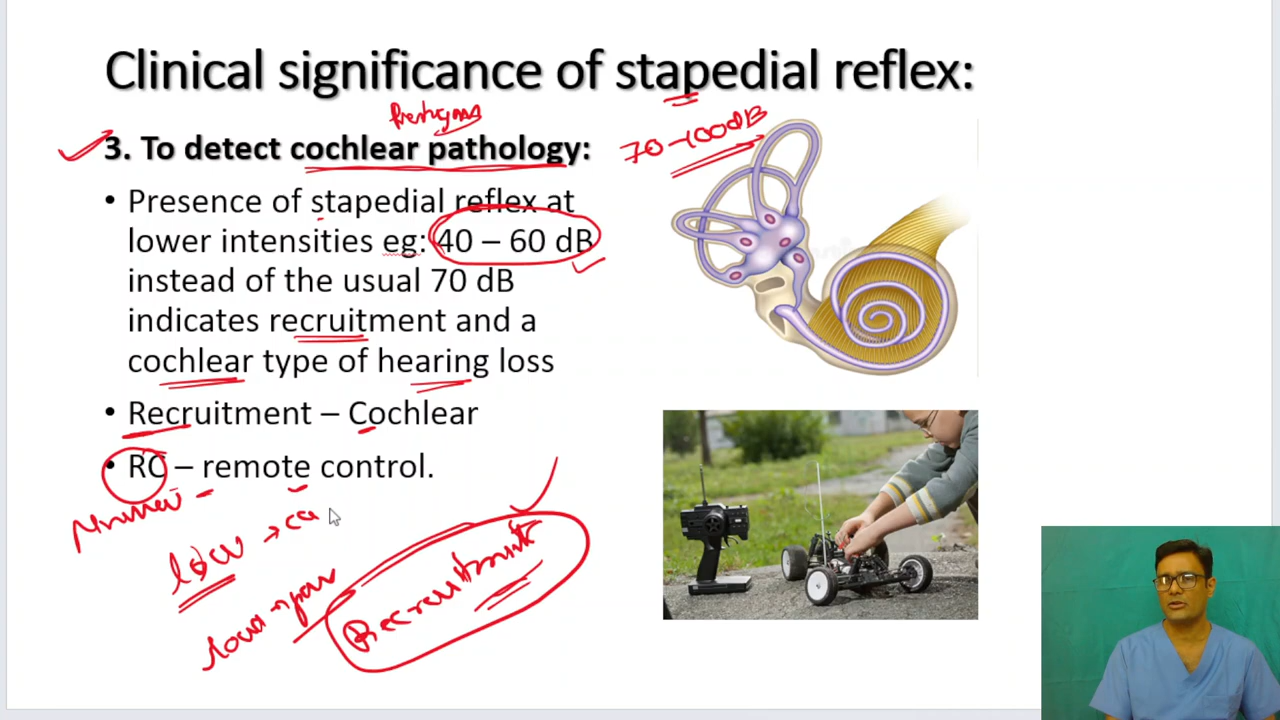 Clinical significance of stapedial reflex:
70-100dB
3. To detect cochlear pathology:
• Presence of stapedial reflex at
lower intensities eg: 40 – 60 dB
instead of the usual 70 dB
indicates recruitment and a
cochlear type of hearing loss
• Recruitment – Cochlear
• RC – remote control.
Recruitment